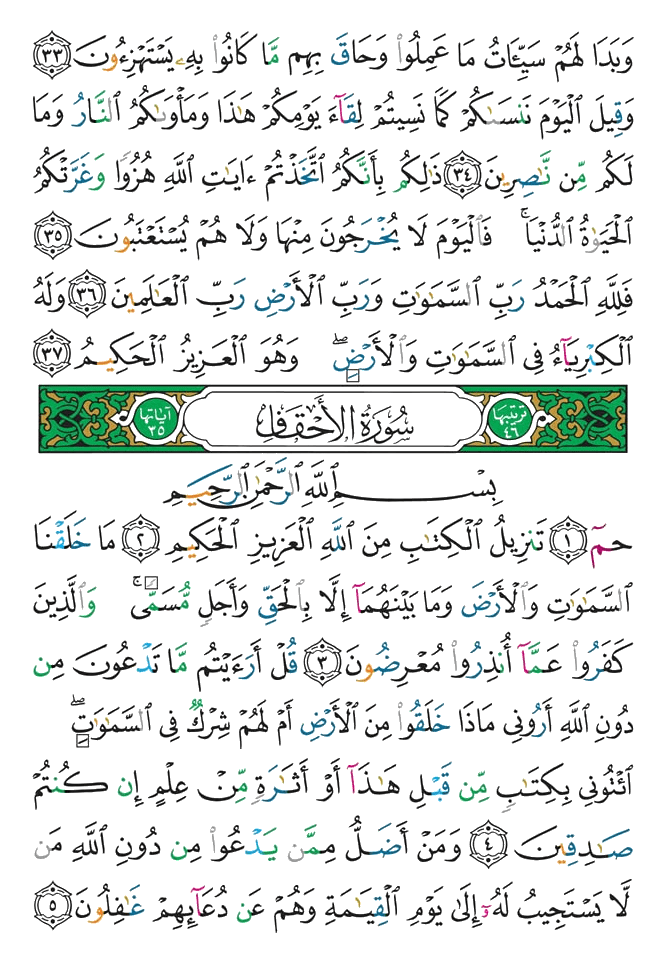 وَبَدَا لَهُمْ سَيِّـَٔاتُ مَا عَمِلُوا۟ وَحَاقَ بِهِم مَّا كَانُوا۟ بِهِۦ يَسْتَهْزِءُونَ ٣٣
وَقِيلَ ٱلْيَوْمَ نَنسَىٰكُمْ كَمَا نَسِيتُمْ لِقَآءَ يَوْمِكُمْ هَٰذَا وَمَأْوَىٰكُمُ ٱلنَّارُ وَمَا
لَكُم مِّن نَّـٰصِرِينَ ٣٤ ذَٰلِكُم بِأَنَّكُمُ ٱتَّخَذْتُمْ ءَايَـٰتِ ٱللَّهِ هُزُوًا وَغَرَّتْكُمُ
ٱلْحَيَوٰةُ ٱلدُّنْيَا ۚ فَٱلْيَوْمَ لَا يُخْرَجُونَ مِنْهَا وَلَا هُمْ يُسْتَعْتَبُونَ ٣٥
فَلِلَّهِ ٱلْحَمْدُ رَبِّ ٱلسَّمَـٰوَٰتِ وَرَبِّ ٱلْأَرْضِ رَبِّ ٱلْعَـٰلَمِينَ ٣٦ وَلَهُ
ٱلْكِبْرِيَآءُ فِى ٱلسَّمَـٰوَٰتِ وَٱلْأَرْضِ ۖ وَهُوَ ٱلْعَزِيزُ ٱلْحَكِيمُ ٣٧
ترتيبها ٤٦ سُورَةُ الأَحْقَافِ آياتها ٣٥
بِسْمِ ٱللَّهِ ٱلرَّحْمَـٰنِ ٱلرَّحِيمِ
حمٓ ١ تَنزِيلُ ٱلْكِتَـٰبِ مِنَ ٱللَّهِ ٱلْعَزِيزِ ٱلْحَكِيمِ ٢ مَا خَلَقْنَا
ٱلسَّمَـٰوَٰتِ وَٱلْأَرْضَ وَمَا بَيْنَهُمَآ إِلَّا بِٱلْحَقِّ وَأَجَلٍ مُّسَمًّى ۚ وَٱلَّذِينَ
كَفَرُوا۟ عَمَّآ أُنذِرُوا۟ مُعْرِضُونَ ٣ قُلْ أَرَءَيْتُم مَّا تَدْعُونَ مِن
دُونِ ٱللَّهِ أَرُونِى مَاذَا خَلَقُوا۟ مِنَ ٱلْأَرْضِ أَمْ لَهُمْ شِرْكٌ فِى ٱلسَّمَـٰوَٰتِ ۖ
ٱئْتُونِى بِكِتَـٰبٍ مِّن قَبْلِ هَـٰذَآ أَوْ أَثَـٰرَةٍ مِّنْ عِلْمٍ إِن كُنتُمْ
صَـٰدِقِينَ ٤ وَمَنْ أَضَلُّ مِمَّن يَدْعُوا۟ مِن دُونِ ٱللَّهِ مَن
لَّا يَسْتَجِيبُ لَهُۥٓ إِلَىٰ يَوْمِ ٱلْقِيَـٰمَةِ وَهُمْ عَن دُعَآئِهِمْ غَـٰفِلُونَ ٥